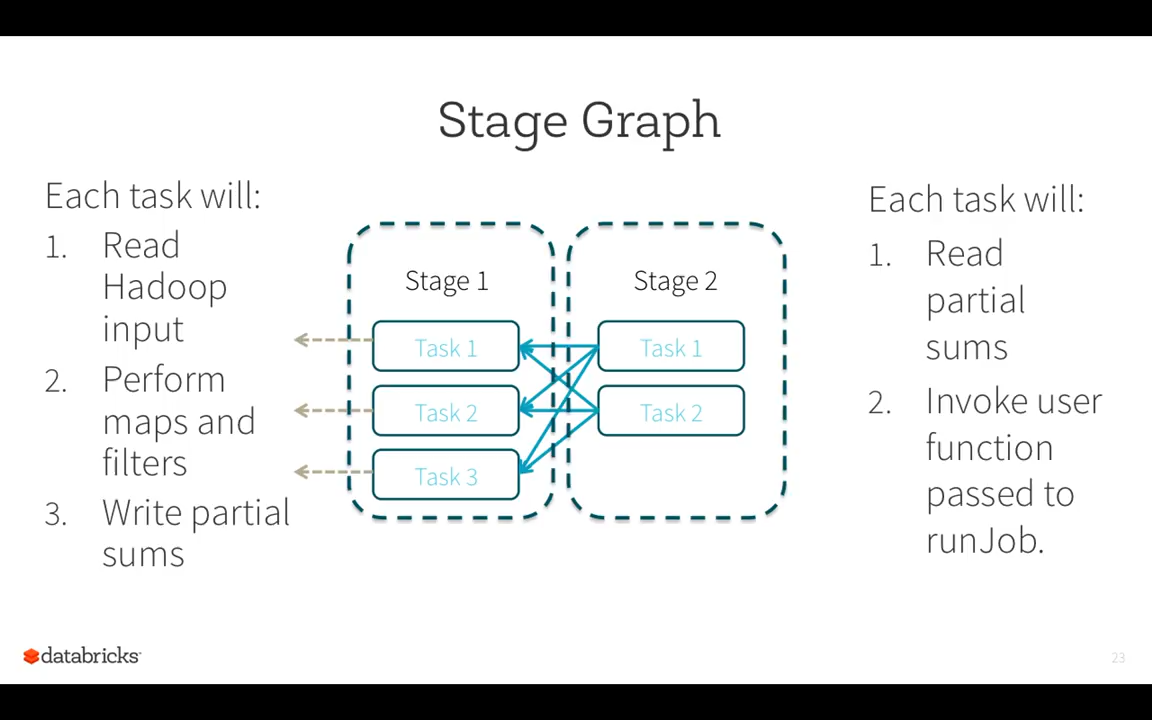 Stage Graph
Each task will:
1. Read
Hadoop
input
2. Perform
maps and
filters
3. Write partial
sums
Stage 1
Task 1
Task 2
Task 3
Stage 2
Task 1
Task 2
Each task will:
1. Read
partial
sums
2. Invoke user
function
passed to
runJob.
databricks
23